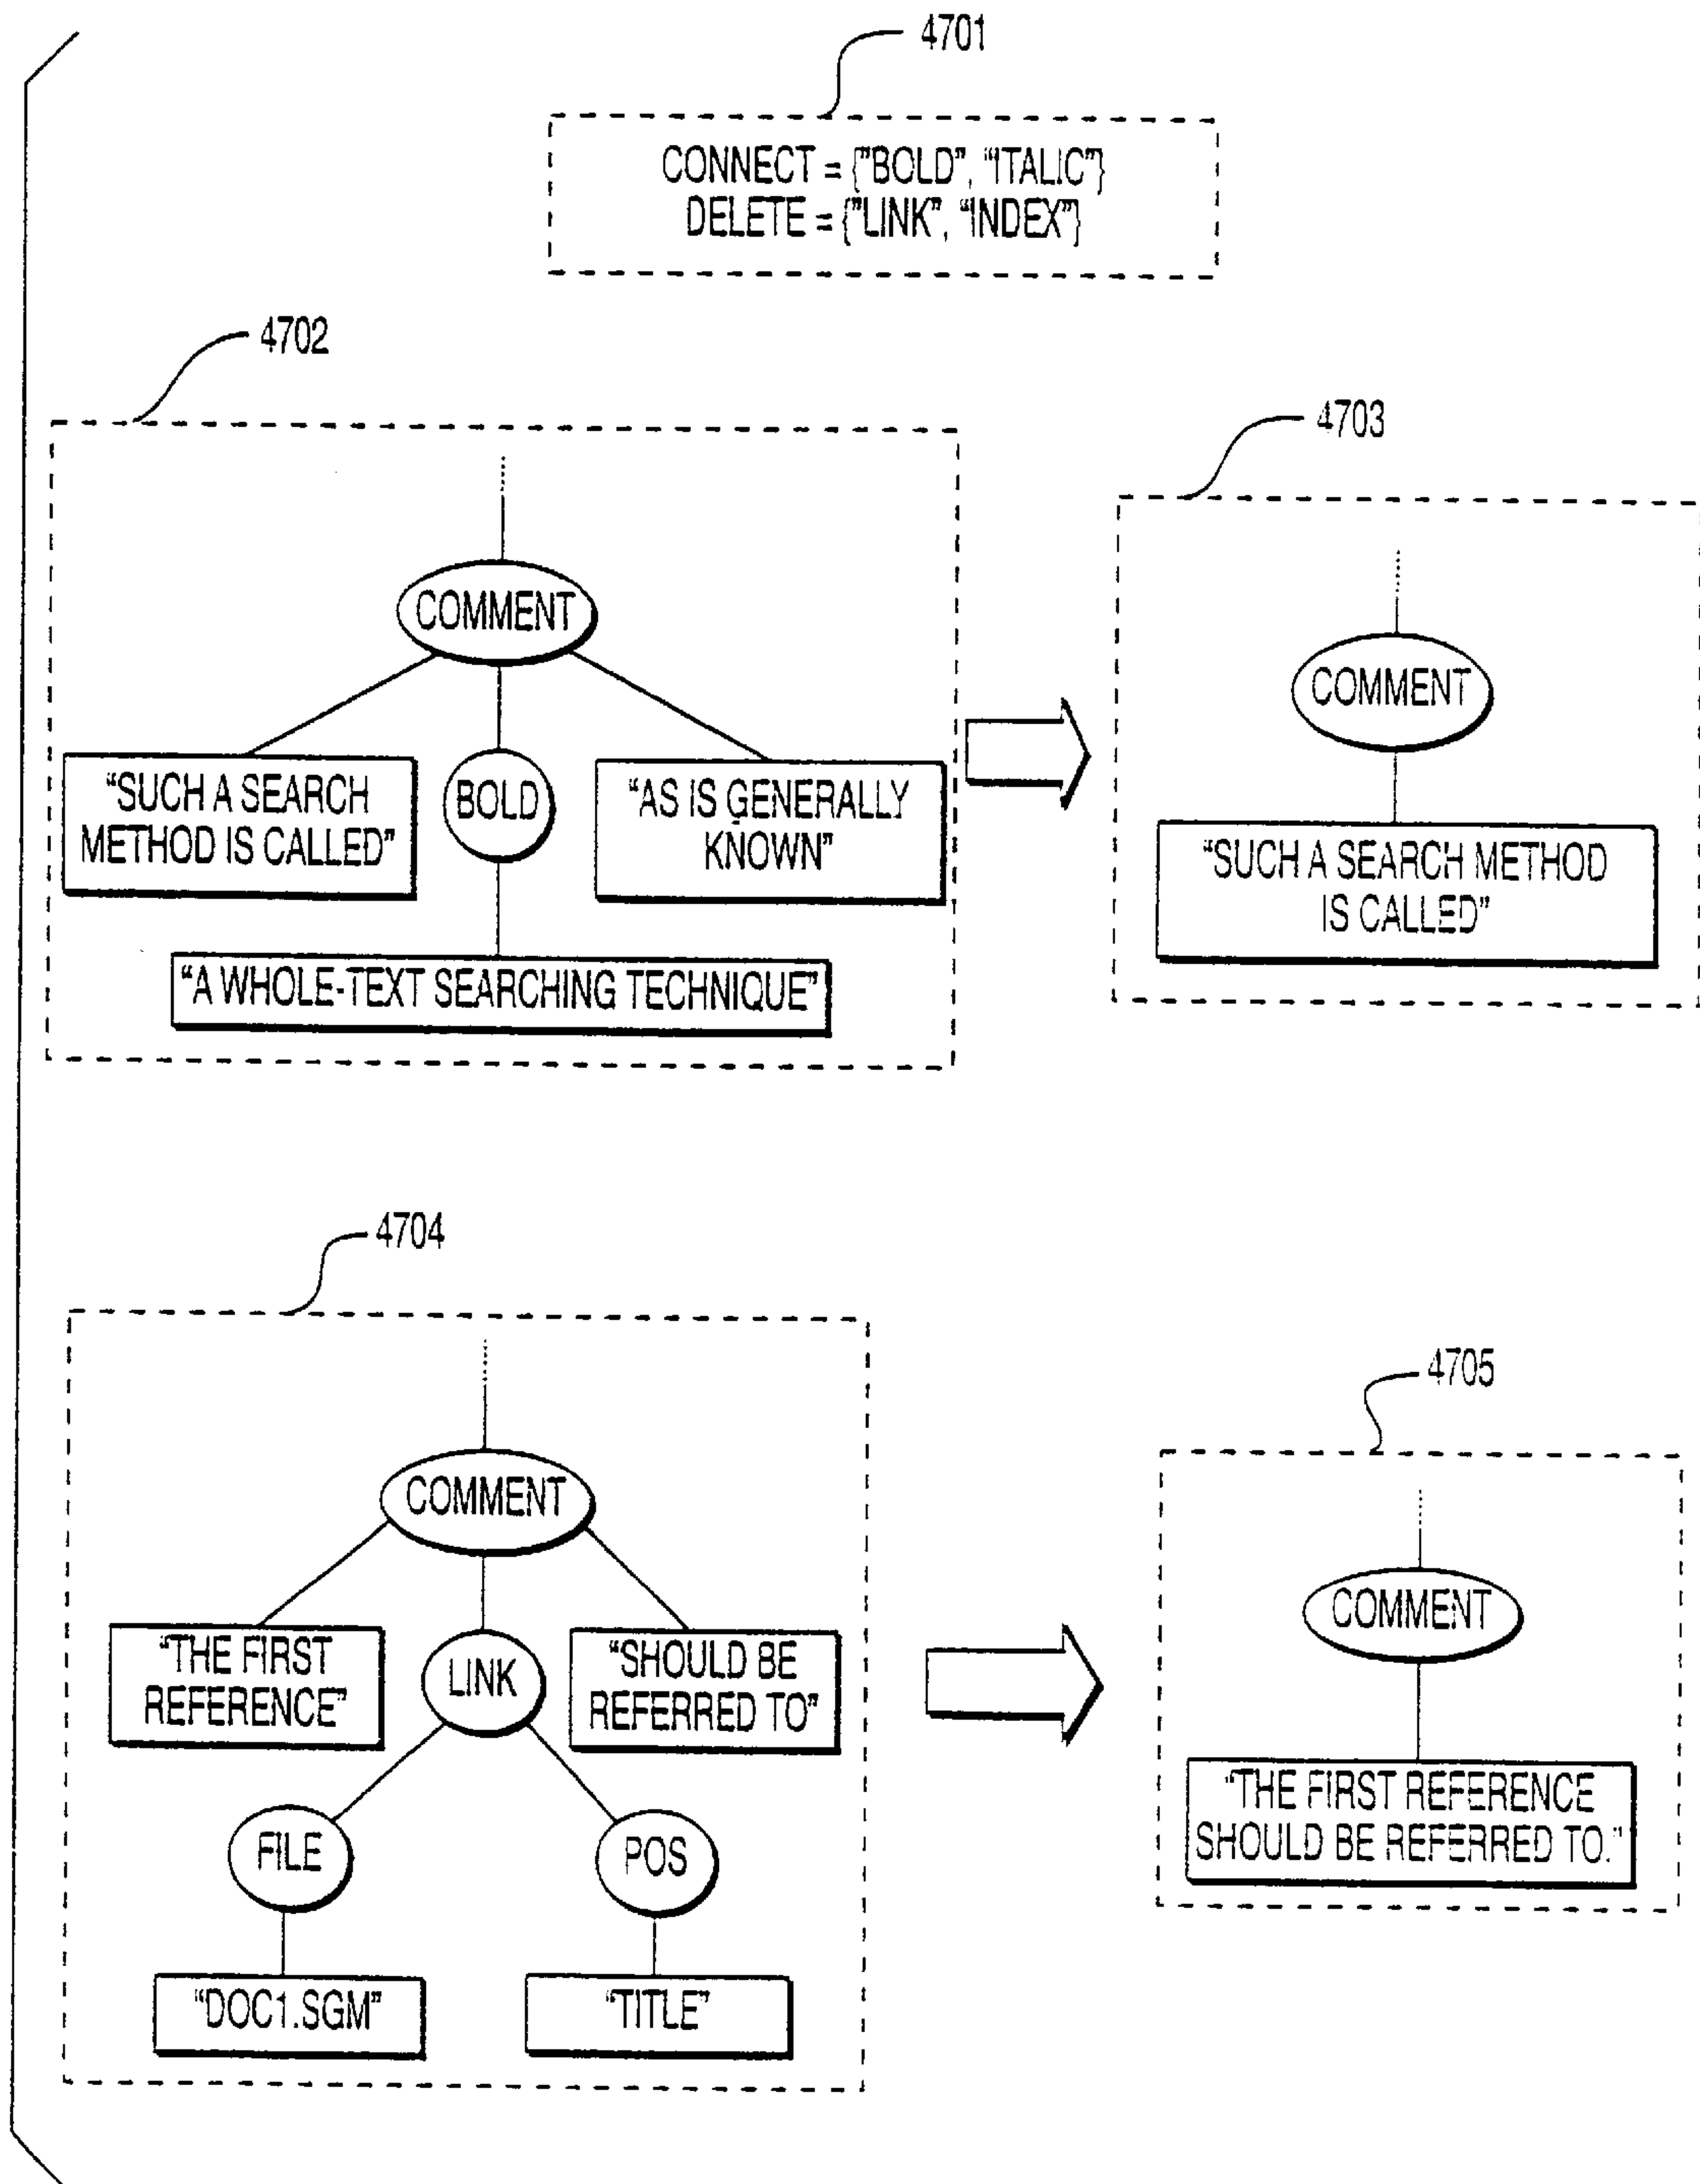 4701
CONNECT = {"BOLD", "ITALIC"}
DELETE = {"LINK", "INDEX"}
4702
4703
COMMENT
"SUCH A SEARCH
METHOD IS CALLED"
BOLD
"AS IS GENERALLY
KNOWN"
"A WHOLE-TEXT SEARCHING TECHNIQUE"
COMMENT
"SUCH A SEARCH METHOD
IS CALLED"
4704
4705
COMMENT
"THE FIRST
REFERENCE"
LINK
"SHOULD BE
REFERRED TO"
FILE
POS
"DOC1.SGM"
"TITLE"
COMMENT
"THE FIRST REFERENCE
SHOULD BE REFERRED TO."